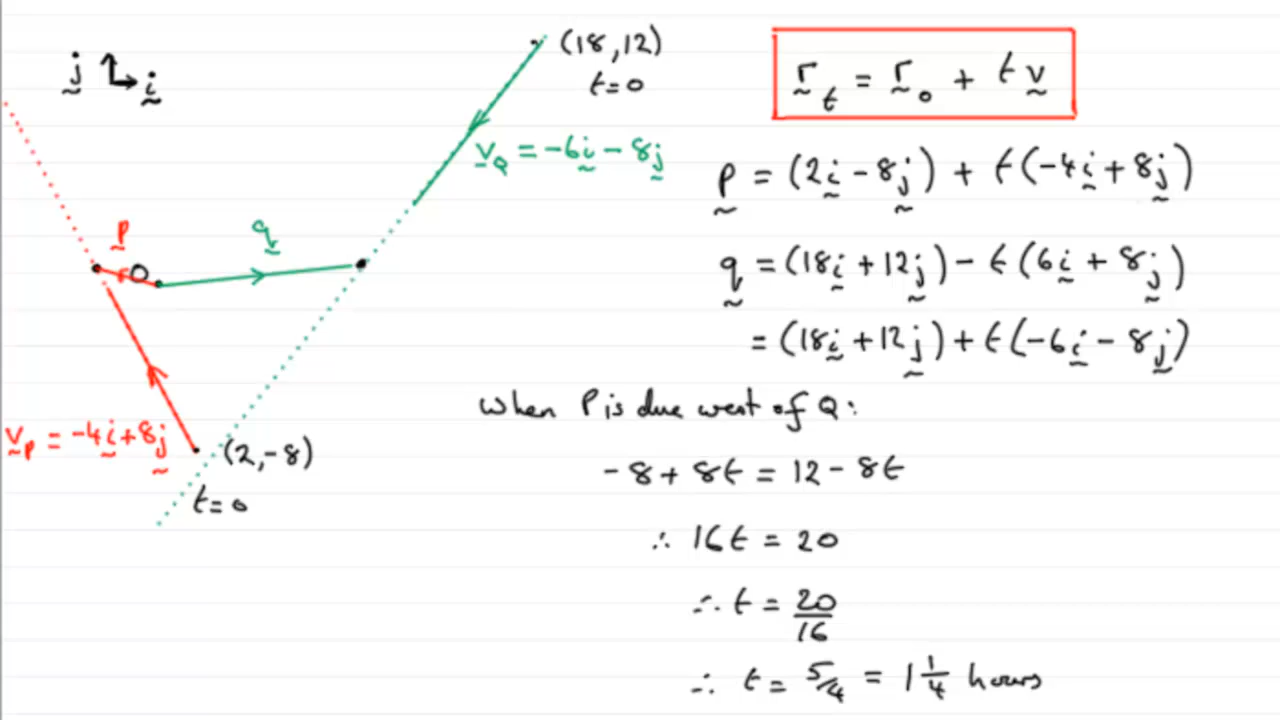 j
i
(18,12)
t=0
v_Q = -6i - 8j
p
q
O
v_P = -4i+8j
(2,-8)
t=0
r_t = r_0 + t v
p = (2i - 8j) + t(-4i + 8j)
q = (18i + 12j) - t(6i + 8j)
= (18i + 12j) + t(-6i - 8j)
When P is due west of Q:
-8 + 8t = 12 - 8t
∴ 16t = 20
∴ t = 20/16
∴ t = 5/4 = 1 1/4 hours